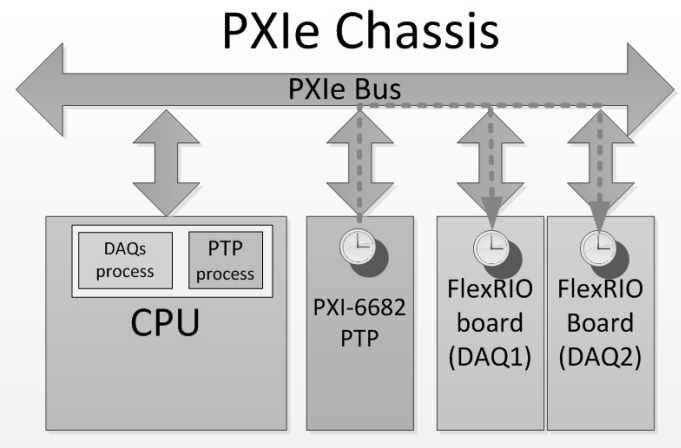 PXIe Chassis
PXIe Bus
DAQs
process
PTP
process
CPU
PXI-6682
PTP
FlexRIO
board
(DAQ1)
FlexRIO
Board
(DAQ2)